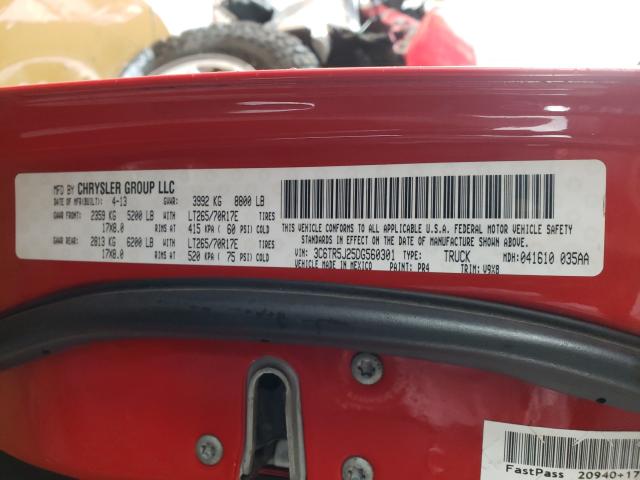 MFD BY CHRYSLER GROUP LLC
DATE OF MFR(BUILT): 4-13 GVWR: 3992 KG 8800 LB
GAWR FRONT: 2359 KG 5200 LB WITH LT265/70R17E TIRES
17X8.0 RIMS AT 415 KPA ( 60 PSI) COLD
GAWR REAR: 2813 KG 6200 LB WITH LT265/70R17E TIRES
17X8.0 RIMS AT 520 KPA ( 75 PSI) COLD
THIS VEHICLE CONFORMS TO ALL APPLICABLE U.S.A. FEDERAL MOTOR VEHICLE SAFETY
STANDARDS IN EFFECT ON THE DATE OF MANUFACTURE SHOWN ABOVE.
VIN: 3C6TR5J25DG560301 TYPE: TRUCK MDH: 041610 035AA
VEHICLE MADE IN MEXICO PAINT: PR4 TRIM: V9X8
FastPass 20940+17